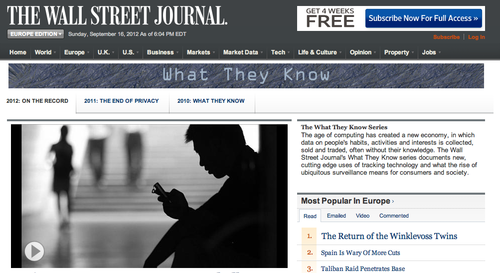 THE WALL STREET JOURNAL.
GET 4 WEEKS
FREE
Subscribe Now For Full Access »
EUROPE EDITION
Sunday, September 16, 2012 As of 6:04 PM EDT
Subscribe
Log In
Home World Europe U.K. U.S. Business Markets Market Data Tech Life & Culture Opinion Property Jobs
What They Know
2012: ON THE RECORD
2011: THE END OF PRIVACY
2010: WHAT THEY KNOW
The What They Know Series
The age of computing has created a new economy, in which
data on people's habits, activities and interests is collected,
sold and traded, often without their knowledge. The Wall
Street Journal's What They Know series documents new,
cutting edge uses of tracking technology and what the rise of
ubiquitous surveillance means for consumers and society.
Most Popular In Europe ›
Read Emailed Video Commented
1. The Return of the Winklevoss Twins
2. Spain Is Wary Of More Cuts
3. Taliban Raid Penetrates Base